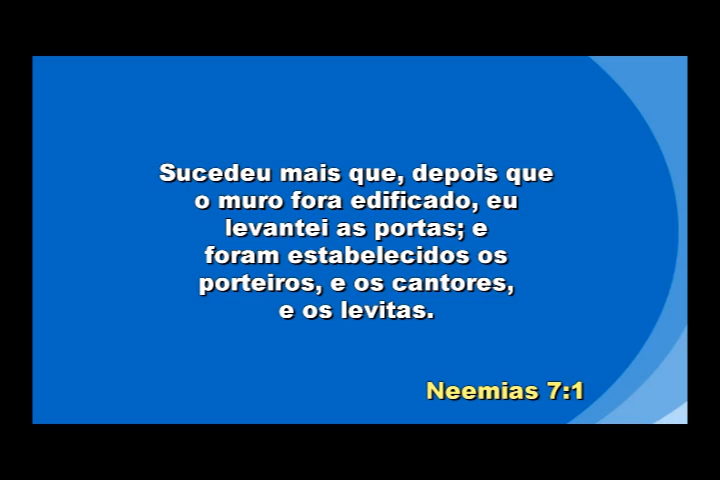 Sucedeu mais que, depois que
o muro fora edificado, eu
levantei as portas; e
foram estabelecidos os
porteiros, e os cantores,
e os levitas.
Neemias 7:1